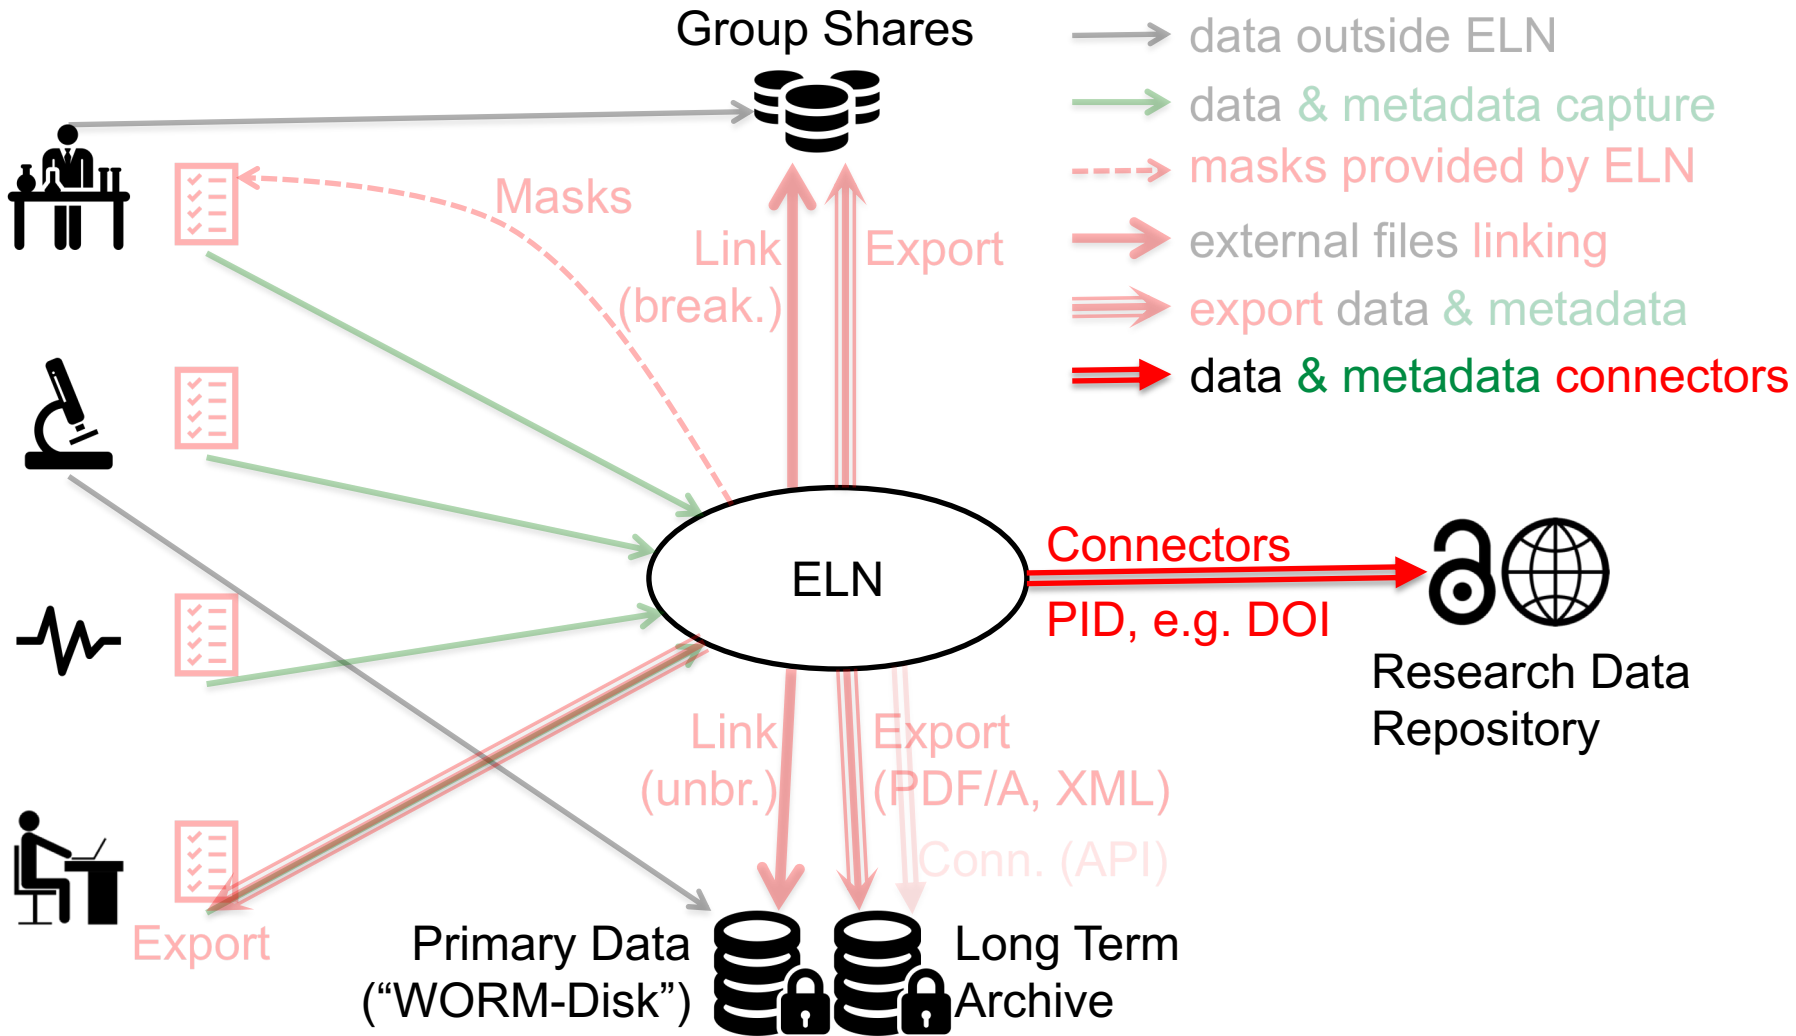 Group Shares
data outside ELN
data & metadata capture
masks provided by ELN
external files linking
export data & metadata
data & metadata connectors
Masks
Link
(break.)
Export
ELN
Connectors
PID, e.g. DOI
Research Data
Repository
Link
(unbr.)
Export
(PDF/A, XML)
Conn. (API)
Export
Primary Data
(“WORM-Disk”)
Long Term
Archive